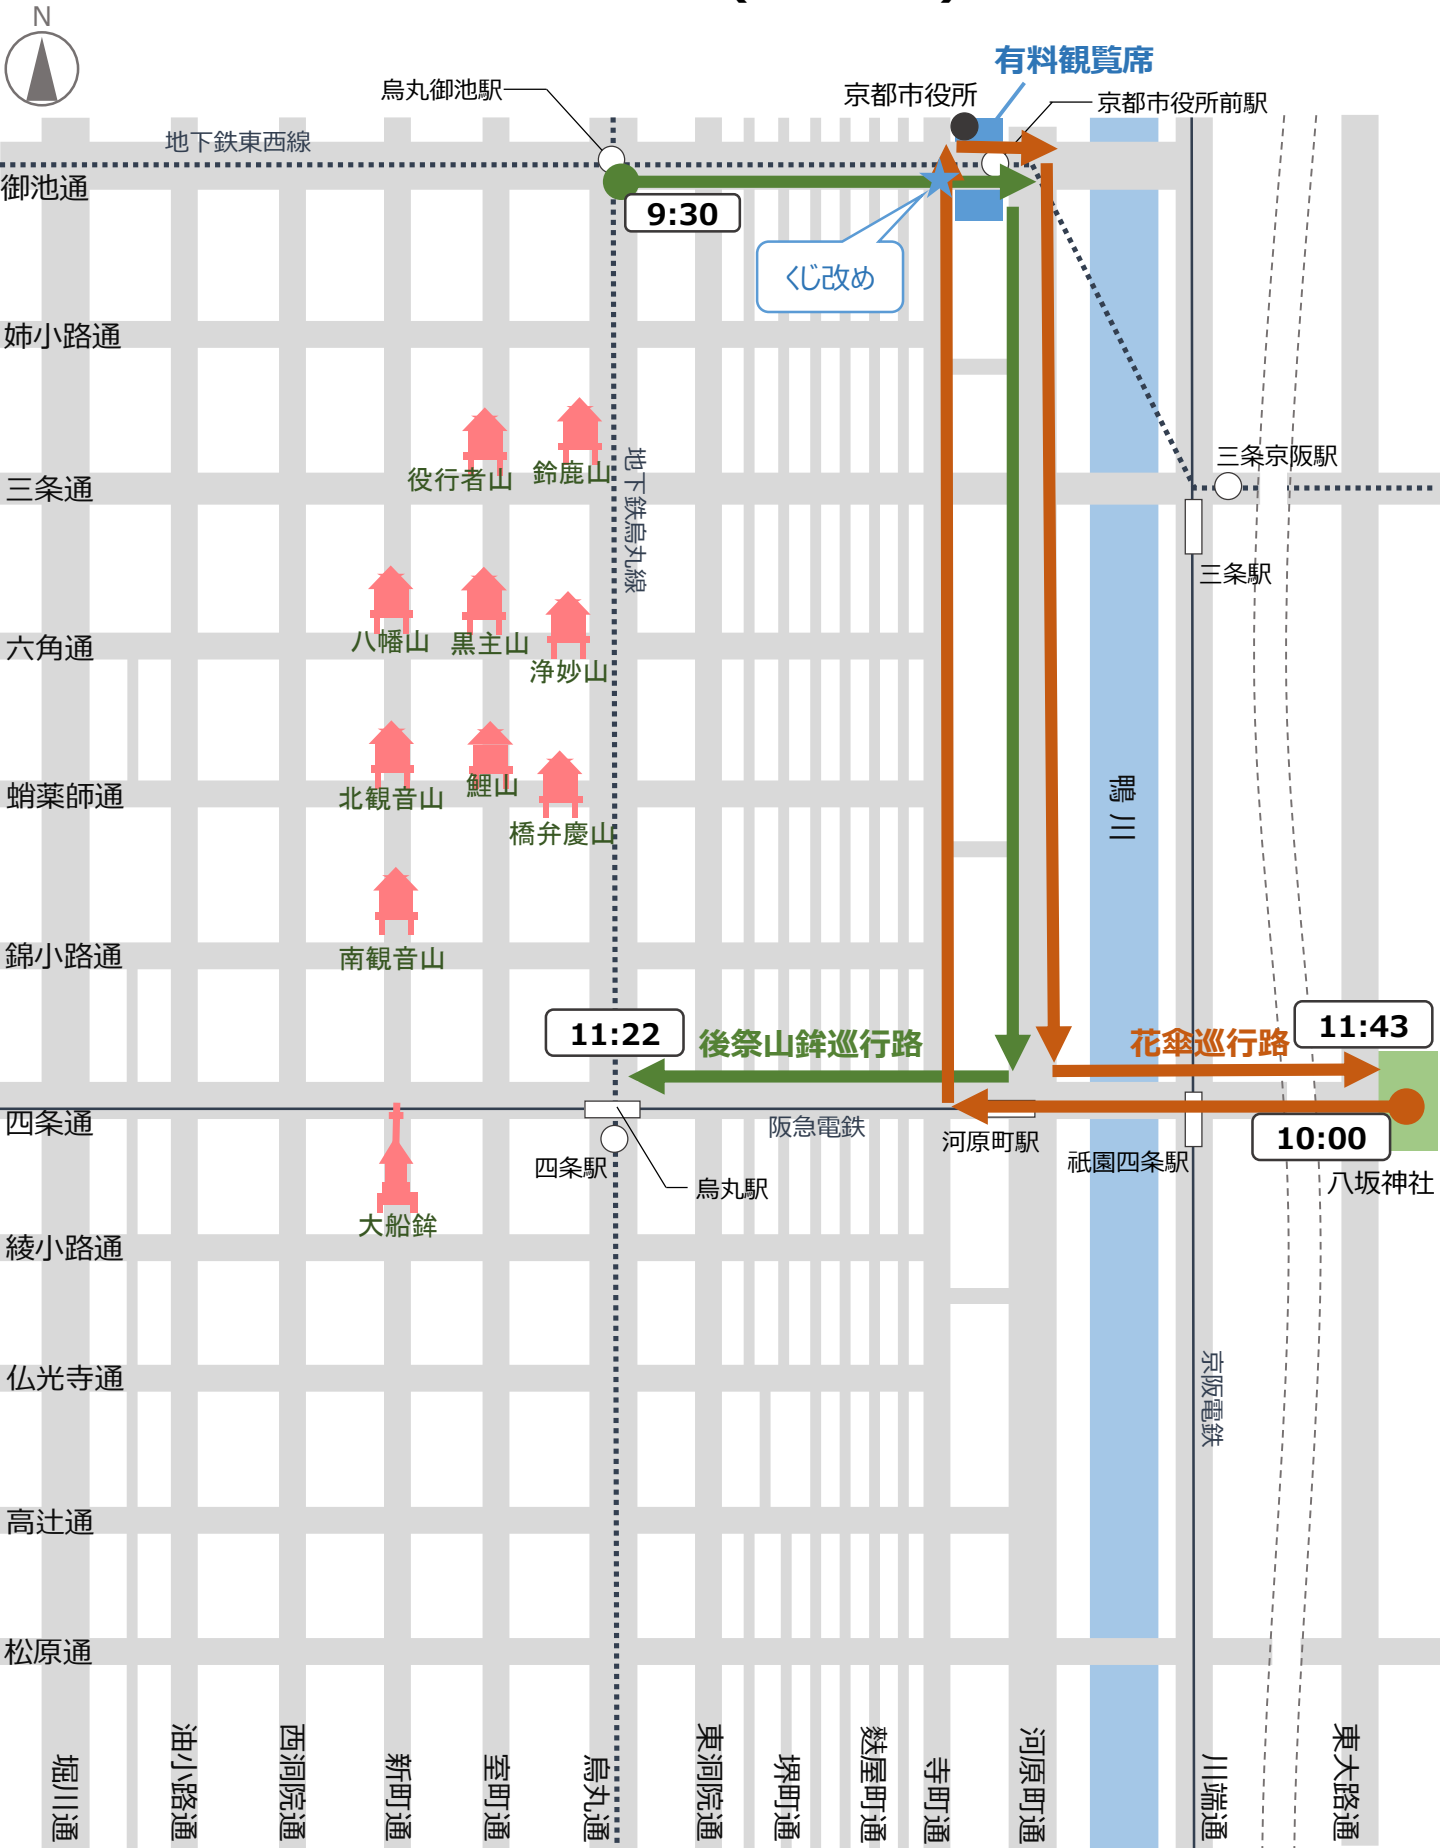 N
有料観覧席
烏丸御池駅
京都市役所
京都市役所前駅
地下鉄東西線
御池通
9:30
くじ改め
姉小路通
三条京阪駅
役行者山
鈴鹿山
三条通
地下鉄烏丸線
三条駅
八幡山
黒主山
浄妙山
六角通
北観音山
鯉山
橋弁慶山
蛸薬師通
鴨川
南観音山
錦小路通
11:22
後祭山鉾巡行路
花傘巡行路
11:43
四条通
阪急電鉄
河原町駅
10:00
四条駅
烏丸駅
祇園四条駅
八坂神社
大船鉾
綾小路通
仏光寺通
京阪電鉄
高辻通
松原通
堀川通
油小路通
西洞院通
新町通
室町通
烏丸通
東洞院通
堺町通
麩屋町通
寺町通
河原町通
川端通
東大路通